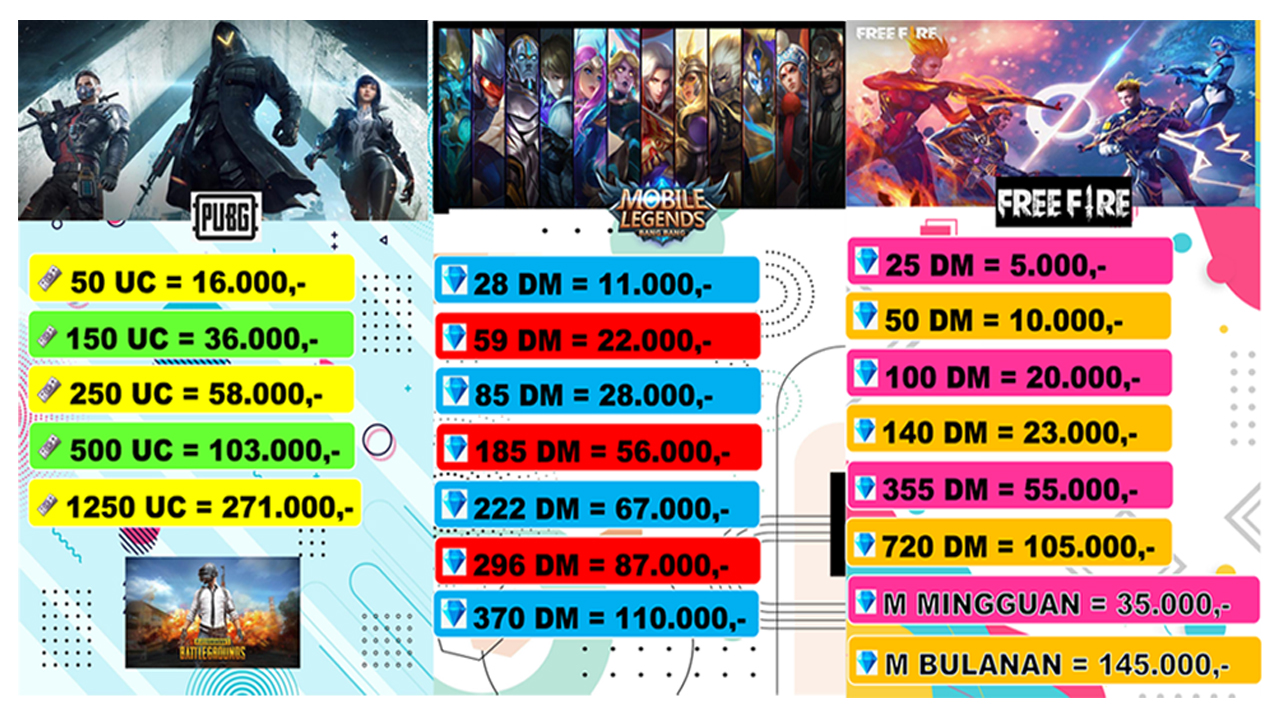 PUBG
50 UC = 16.000,-
150 UC = 36.000,-
250 UC = 58.000,-
500 UC = 103.000,-
1250 UC = 271.000,-
BATTLEGROUNDS
MOBILE
LEGENDS
BANG BANG
28 DM = 11.000,-
59 DM = 22.000,-
85 DM = 28.000,-
185 DM = 56.000,-
222 DM = 67.000,-
296 DM = 87.000,-
370 DM = 110.000,-
FREE FIRE
FREE FIRE
25 DM = 5.000,-
50 DM = 10.000,-
100 DM = 20.000,-
140 DM = 23.000,-
355 DM = 55.000,-
720 DM = 105.000,-
M MINGGUAN = 35.000,-
M BULANAN = 145.000,-